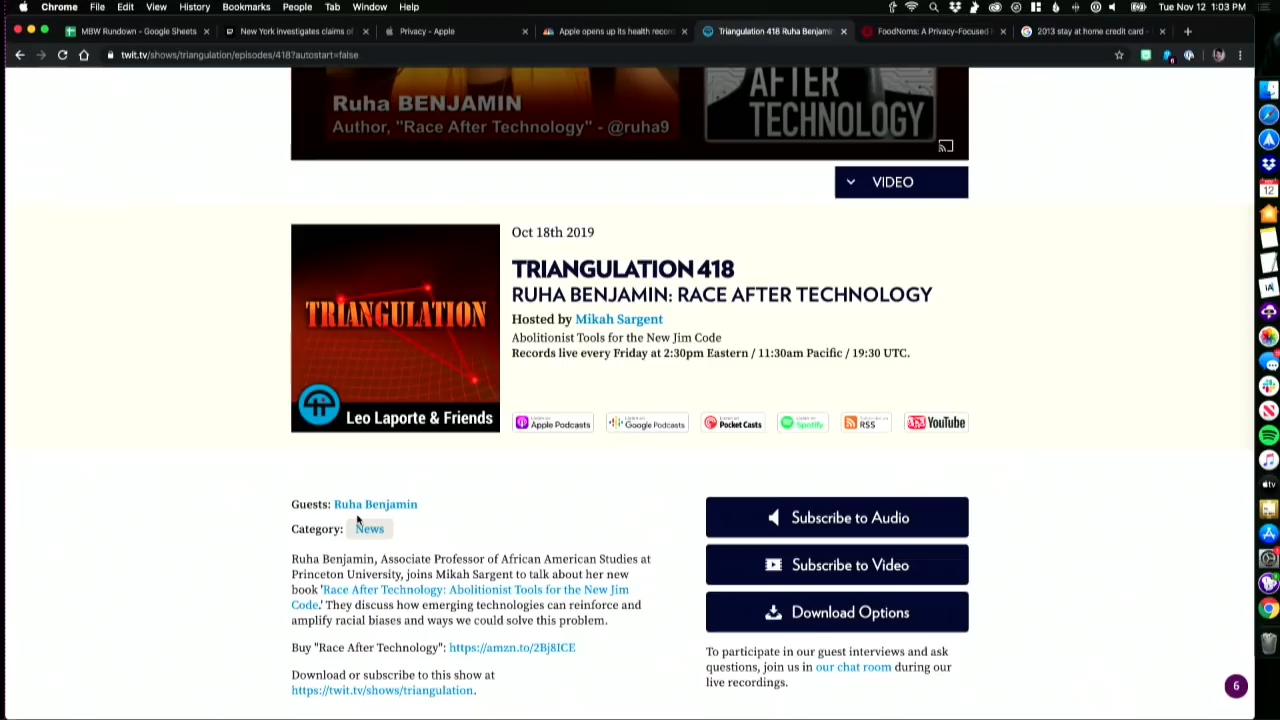 Chrome File Edit View History Bookmarks People Tab Window Help
Tue Nov 12 1:03 PM
MBW Rundown - Google Sheets
New York investigates claims of
Privacy - Apple
Apple opens up its health recor
Triangulation 418 Ruha Benjamin
FoodNoms: A Privacy-Focused
2013 stay at home credit card -
twit.tv/shows/triangulation/episodes/418?autostart=false
Ruha BENJAMIN
Author, "Race After Technology" - @ruha9
AFTER
TECHNOLOGY
VIDEO
TRIANGULATION
Leo Laporte & Friends
Oct 18th 2019
TRIANGULATION 418
RUHA BENJAMIN: RACE AFTER TECHNOLOGY
Hosted by Mikah Sargent
Abolitionist Tools for the New Jim Code
Records live every Friday at 2:30pm Eastern / 11:30am Pacific / 19:30 UTC.
Apple Podcasts
Google Podcasts
Pocket Casts
Spotify
RSS
YouTube
Guests: Ruha Benjamin
Category: News
Ruha Benjamin, Associate Professor of African American Studies at
Princeton University, joins Mikah Sargent to talk about her new
book 'Race After Technology: Abolitionist Tools for the New Jim
Code.' They discuss how emerging technologies can reinforce and
amplify racial biases and ways we could solve this problem.
Buy "Race After Technology": https://amzn.to/2Bj8ICE
Download or subscribe to this show at
https://twit.tv/shows/triangulation.
Subscribe to Audio
Subscribe to Video
Download Options
To participate in our guest interviews and ask
questions, join us in our chat room during our
live recordings.
6
12
tv